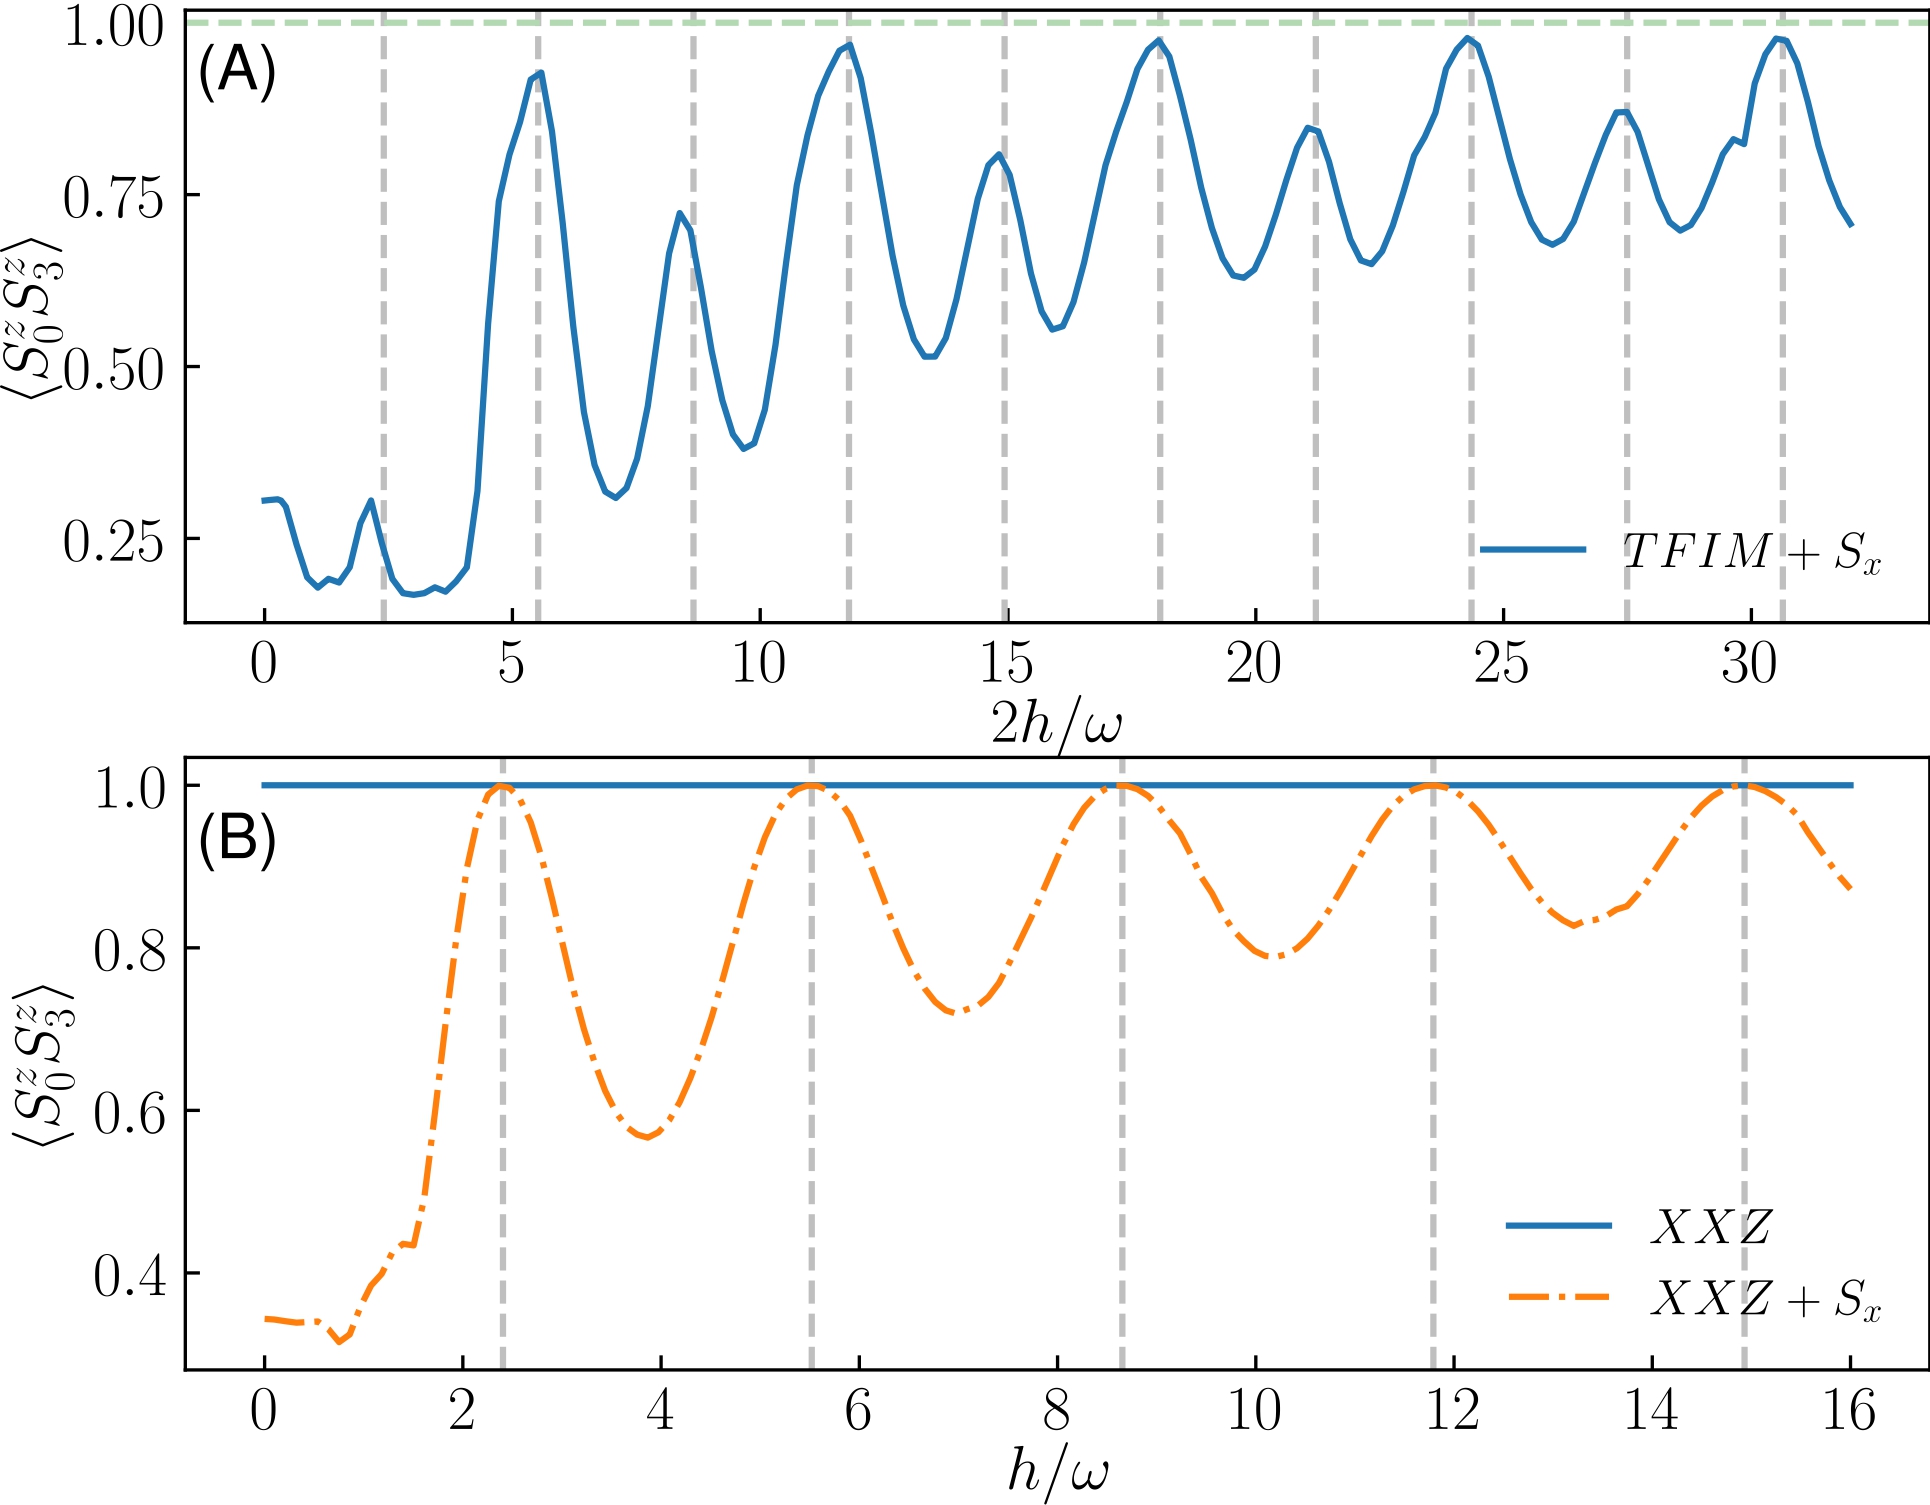 (A)
⟨S₀ᶻS₃ᶻ⟩
1.00
0.75
0.50
0.25
TFIM + Sₓ
0 5 10 15 20 25 30
2h/ω
(B)
⟨S₀ᶻS₃ᶻ⟩
1.0
0.8
0.6
0.4
XXZ
XXZ + Sₓ
0 2 4 6 8 10 12 14 16
h/ω